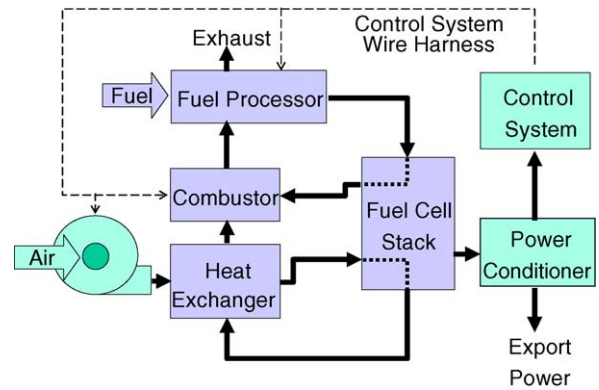 Exhaust
Control System
Wire Harness
Fuel
Fuel Processor
Control
System
Combustor
Fuel Cell
Stack
Air
Heat
Exchanger
Power
Conditioner
Export
Power